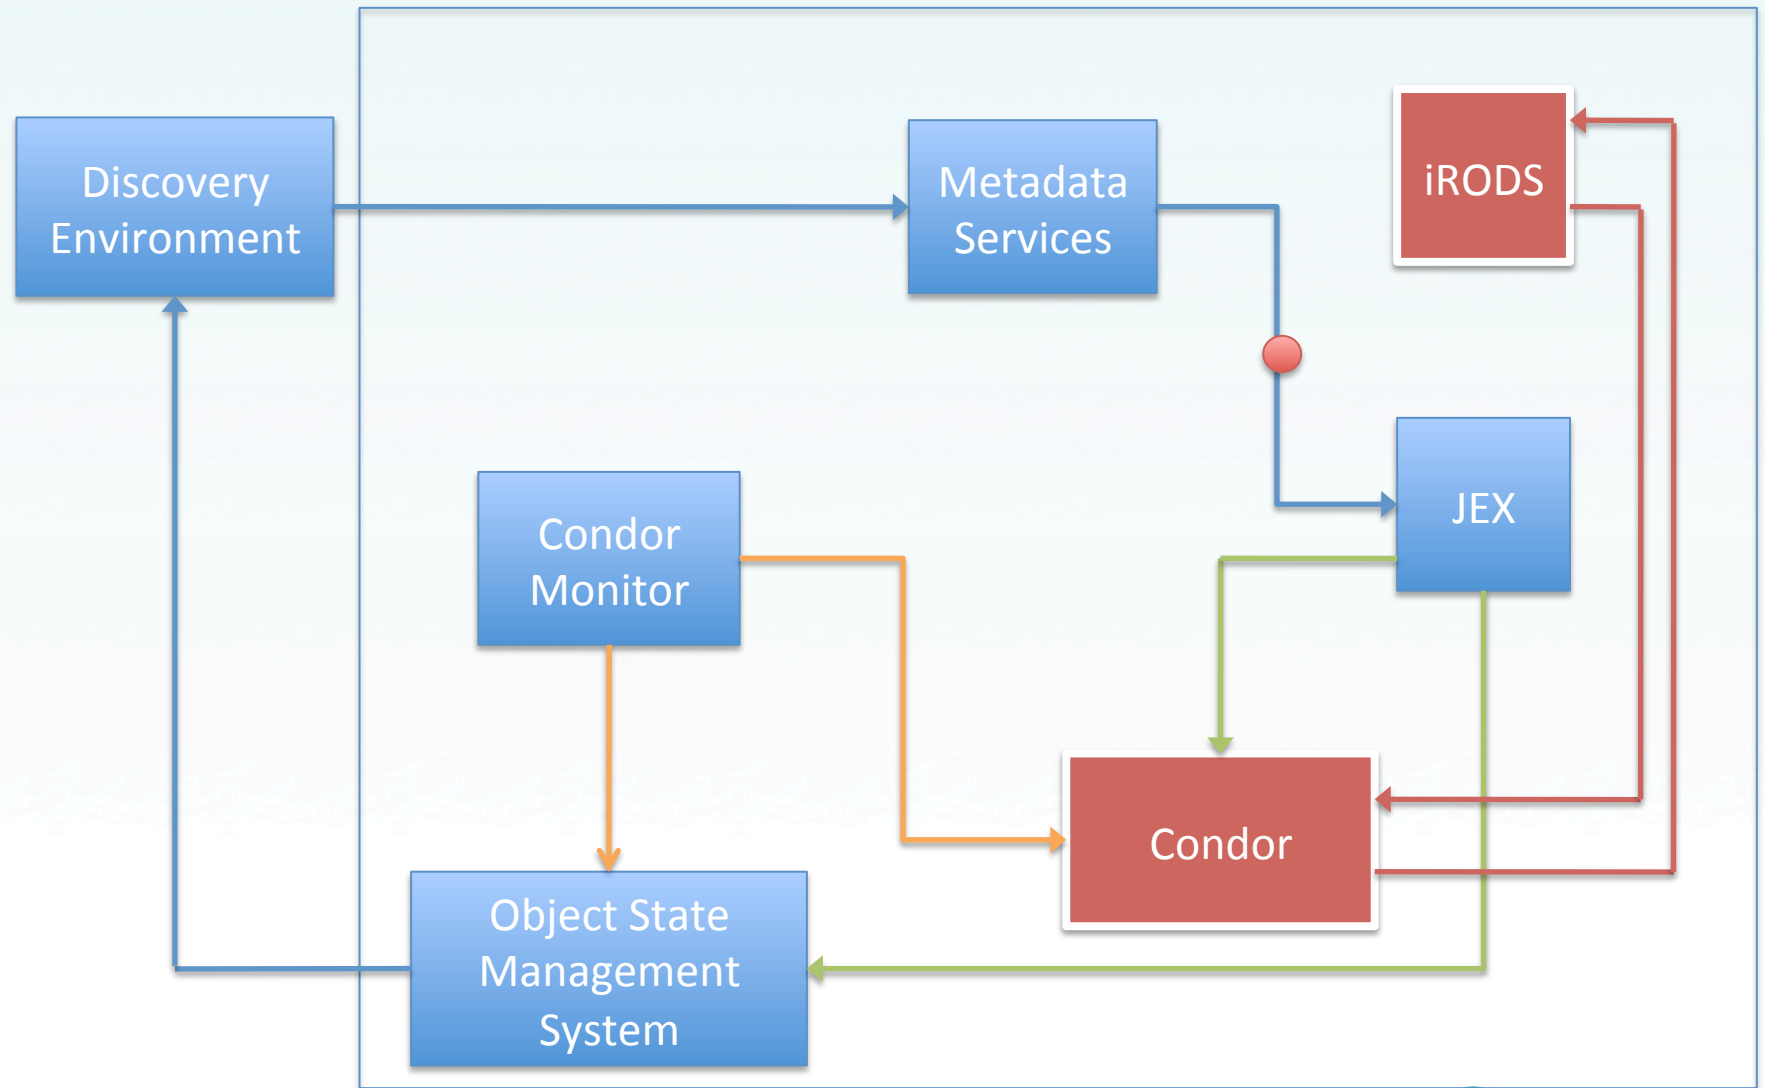 Discovery
Environment
Metadata
Services
iRODS
JEX
Condor
Monitor
Condor
Object State
Management
System